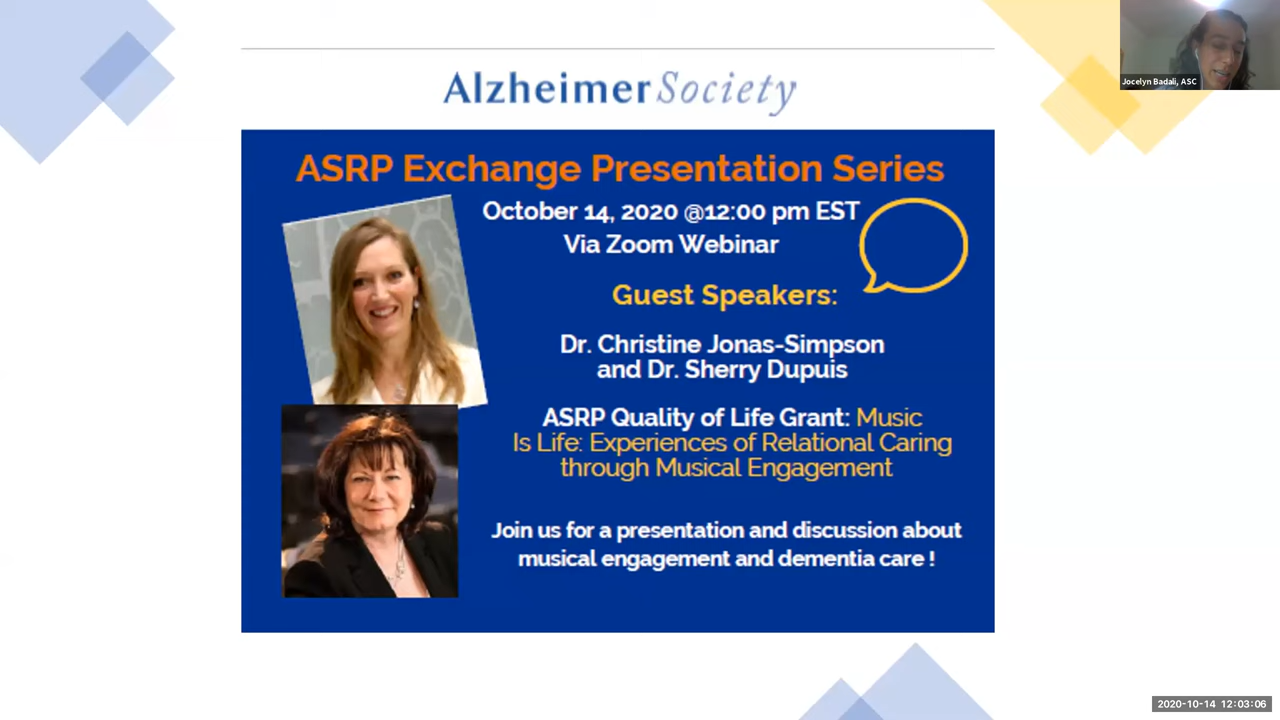 Jocelyn Badali, ASC
Alzheimer Society
ASRP Exchange Presentation Series
October 14, 2020 @12:00 pm EST
Via Zoom Webinar
Guest Speakers:
Dr. Christine Jonas-Simpson
and Dr. Sherry Dupuis
ASRP Quality of Life Grant: Music
Is Life: Experiences of Relational Caring
through Musical Engagement
Join us for a presentation and discussion about
musical engagement and dementia care !
2020-10-14 12:03:06